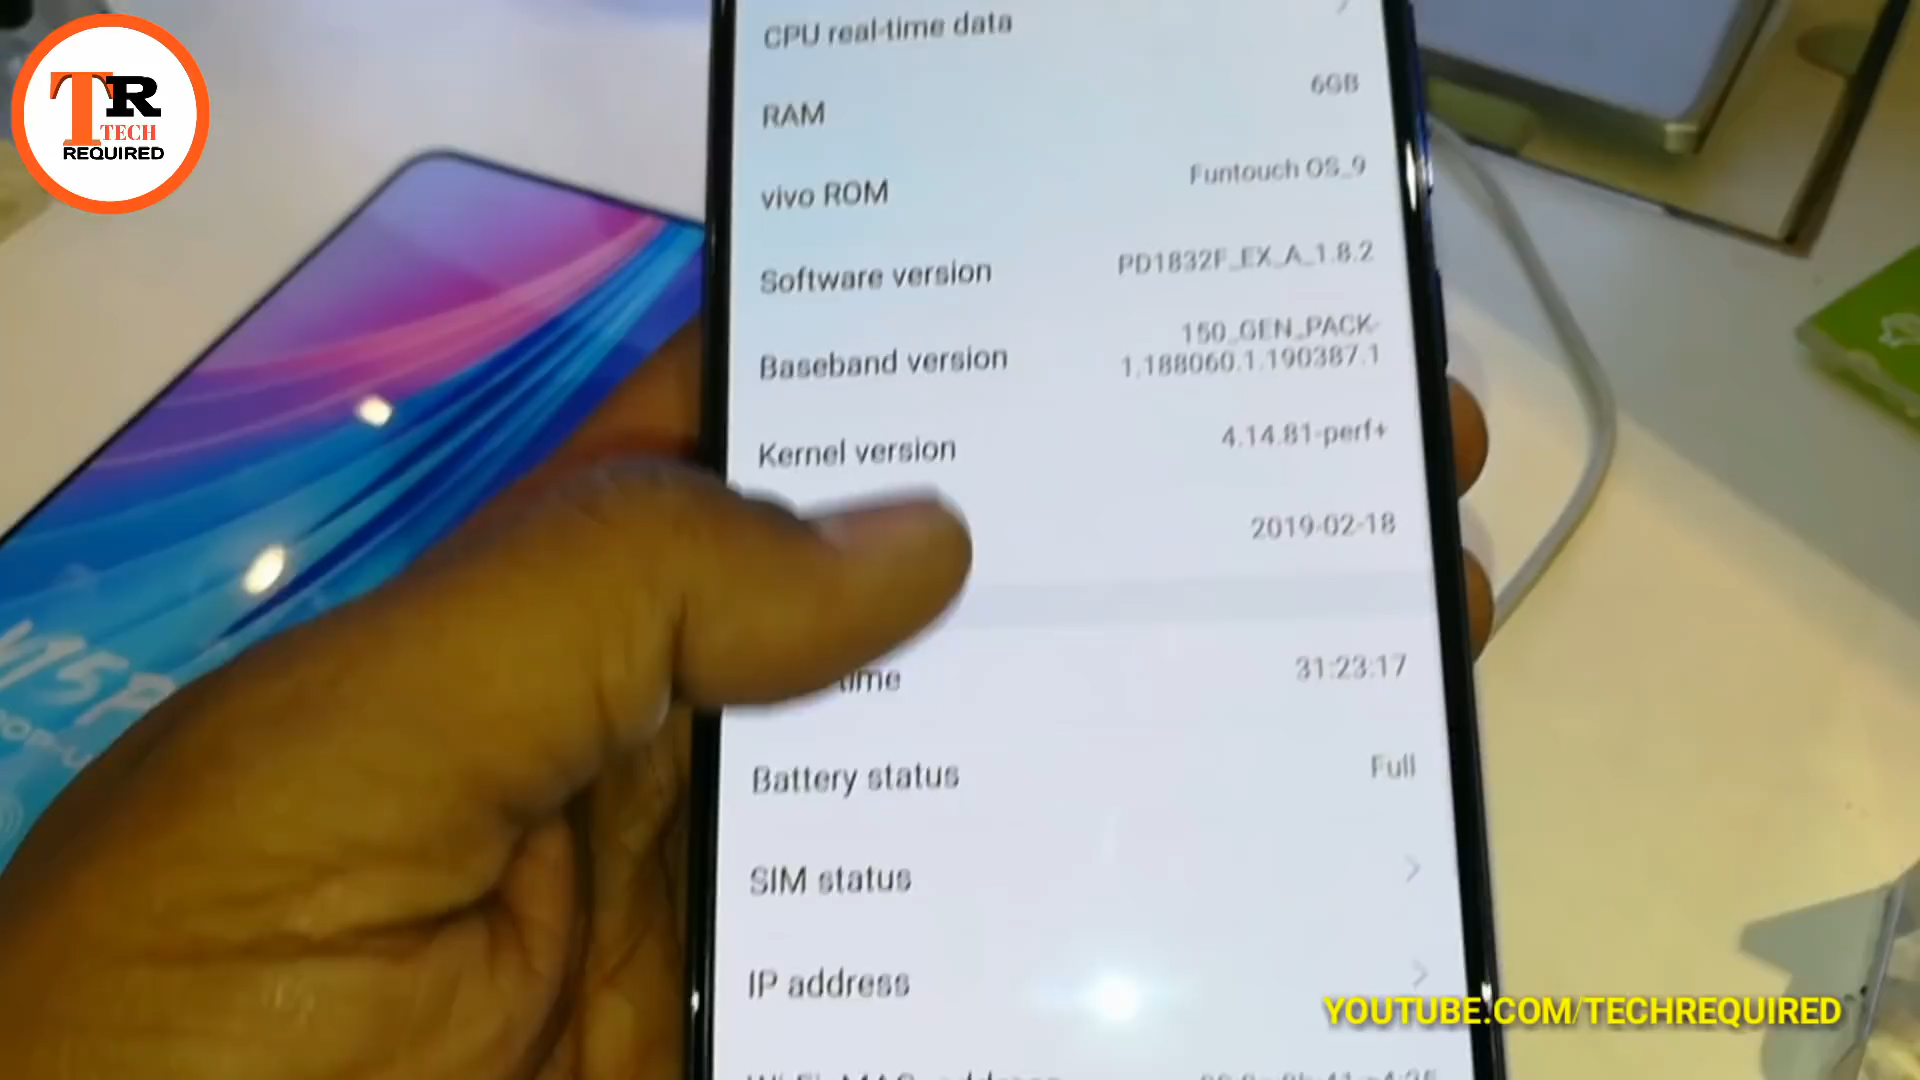 TR
TECH
REQUIRED
CPU real-time data
RAM 6GB
vivo ROM Funtouch OS_9
Software version PD1832F_EX_A_1.8.2
Baseband version 150_GEN_PACK-
1.188060.1.190387.1
Kernel version 4.14.81-perf+
2019-02-18
31:23:17
Battery status Full
SIM status
IP address
V15P
YOUTUBE.COM/TECHREQUIRED